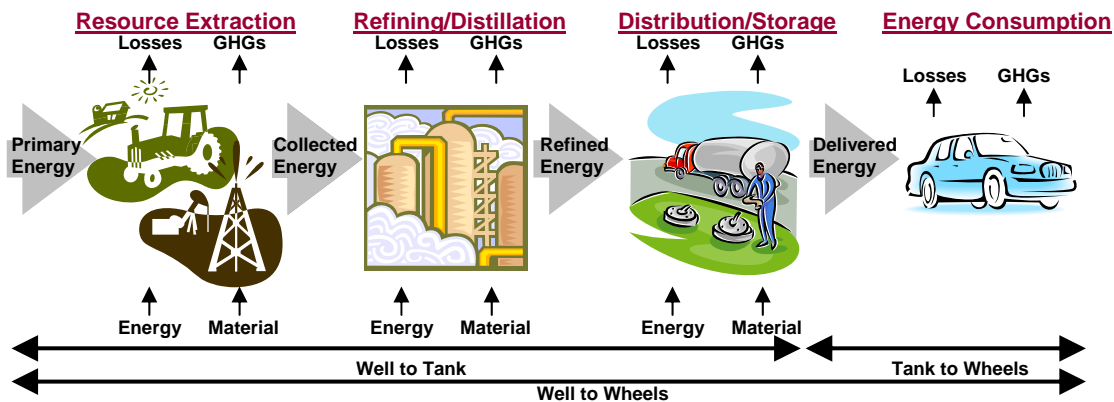 Resource Extraction
Refining/Distillation
Distribution/Storage
Energy Consumption
Losses
GHGs
Losses
GHGs
Losses
GHGs
Losses
GHGs
Primary
Energy
Collected
Energy
Refined
Energy
Delivered
Energy
Energy
Material
Energy
Material
Energy
Material
Well to Tank
Tank to Wheels
Well to Wheels